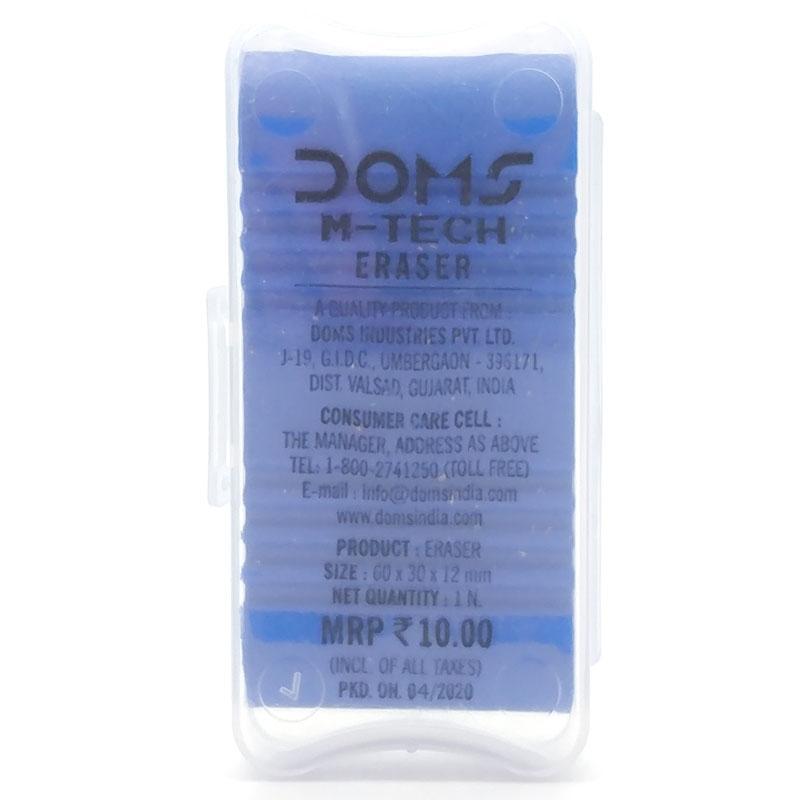 DOMS
M-TECH
ERASER
A QUALITY PRODUCT FROM :
DOMS INDUSTRIES PVT. LTD.
J-19, G.I.D.C., UMBERGAON - 396171,
DIST. VALSAD, GUJARAT, INDIA
CONSUMER CARE CELL :
THE MANAGER, ADDRESS AS ABOVE
TEL: 1-800-2741250 (TOLL FREE)
E-mail : info@domsindia.com
www.domsindia.com
PRODUCT : ERASER
SIZE : 60 x 30 x 12 mm
NET QUANTITY : 1 N.
MRP ₹ 10.00
(INCL. OF ALL TAXES)
PKD. ON. 04/2020